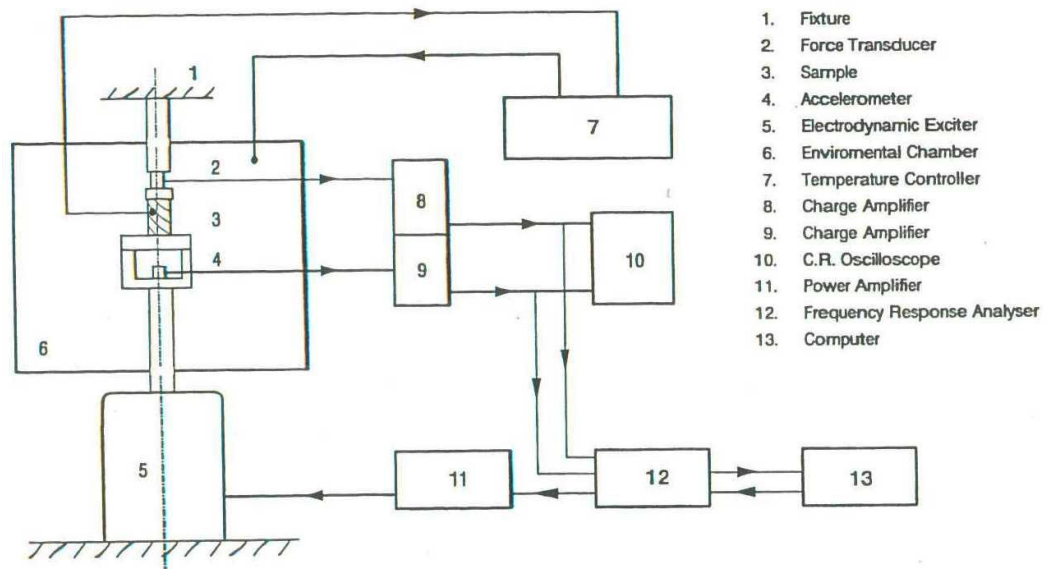 1. Fixture
2. Force Transducer
3. Sample
4. Accelerometer
5. Electrodynamic Exciter
6. Enviromental Chamber
7. Temperature Controller
8. Charge Amplifier
9. Charge Amplifier
10. C.R. Oscilloscope
11. Power Amplifier
12. Frequency Response Analyser
13. Computer
1
2
3
4
5
6
7
8
9
10
11
12
13